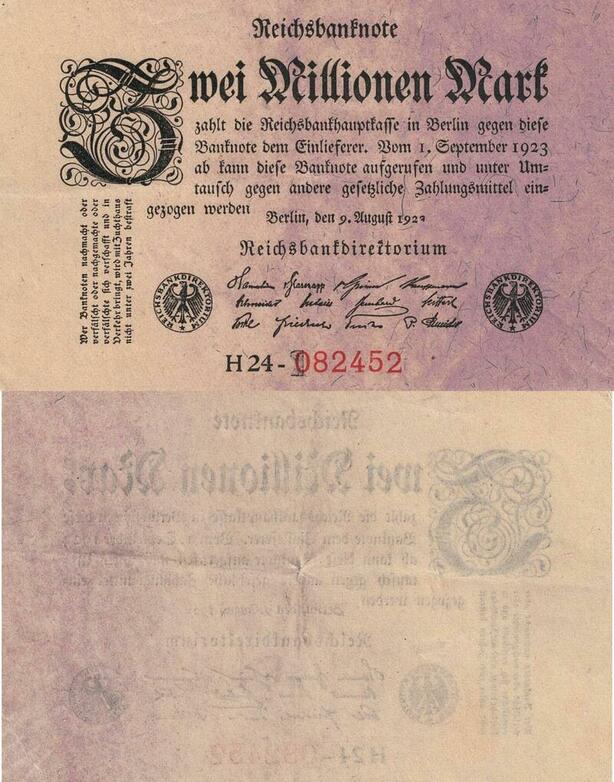 Reichsbanknote
Zwei Millionen Mark
zahlt die Reichsbankhauptkasse in Berlin gegen diese
Banknote dem Einlieferer. Vom 1. September 1923
ab kann diese Banknote aufgerufen und unter Um-
tausch gegen andere gesetzliche Zahlungsmittel ein-
gezogen werden
Berlin, den 9. August 1923
Reichsbankdirektorium
Wer Banknoten nachmacht oder
verfälscht oder nachgemachte oder
verfälschte sich verschafft und in
Verkehr bringt, wird mit Zuchthaus
nicht unter zwei Jahren bestraft
REICHSBANKDIREKTORIUM
REICHSBANKDIREKTORIUM
H24-082452